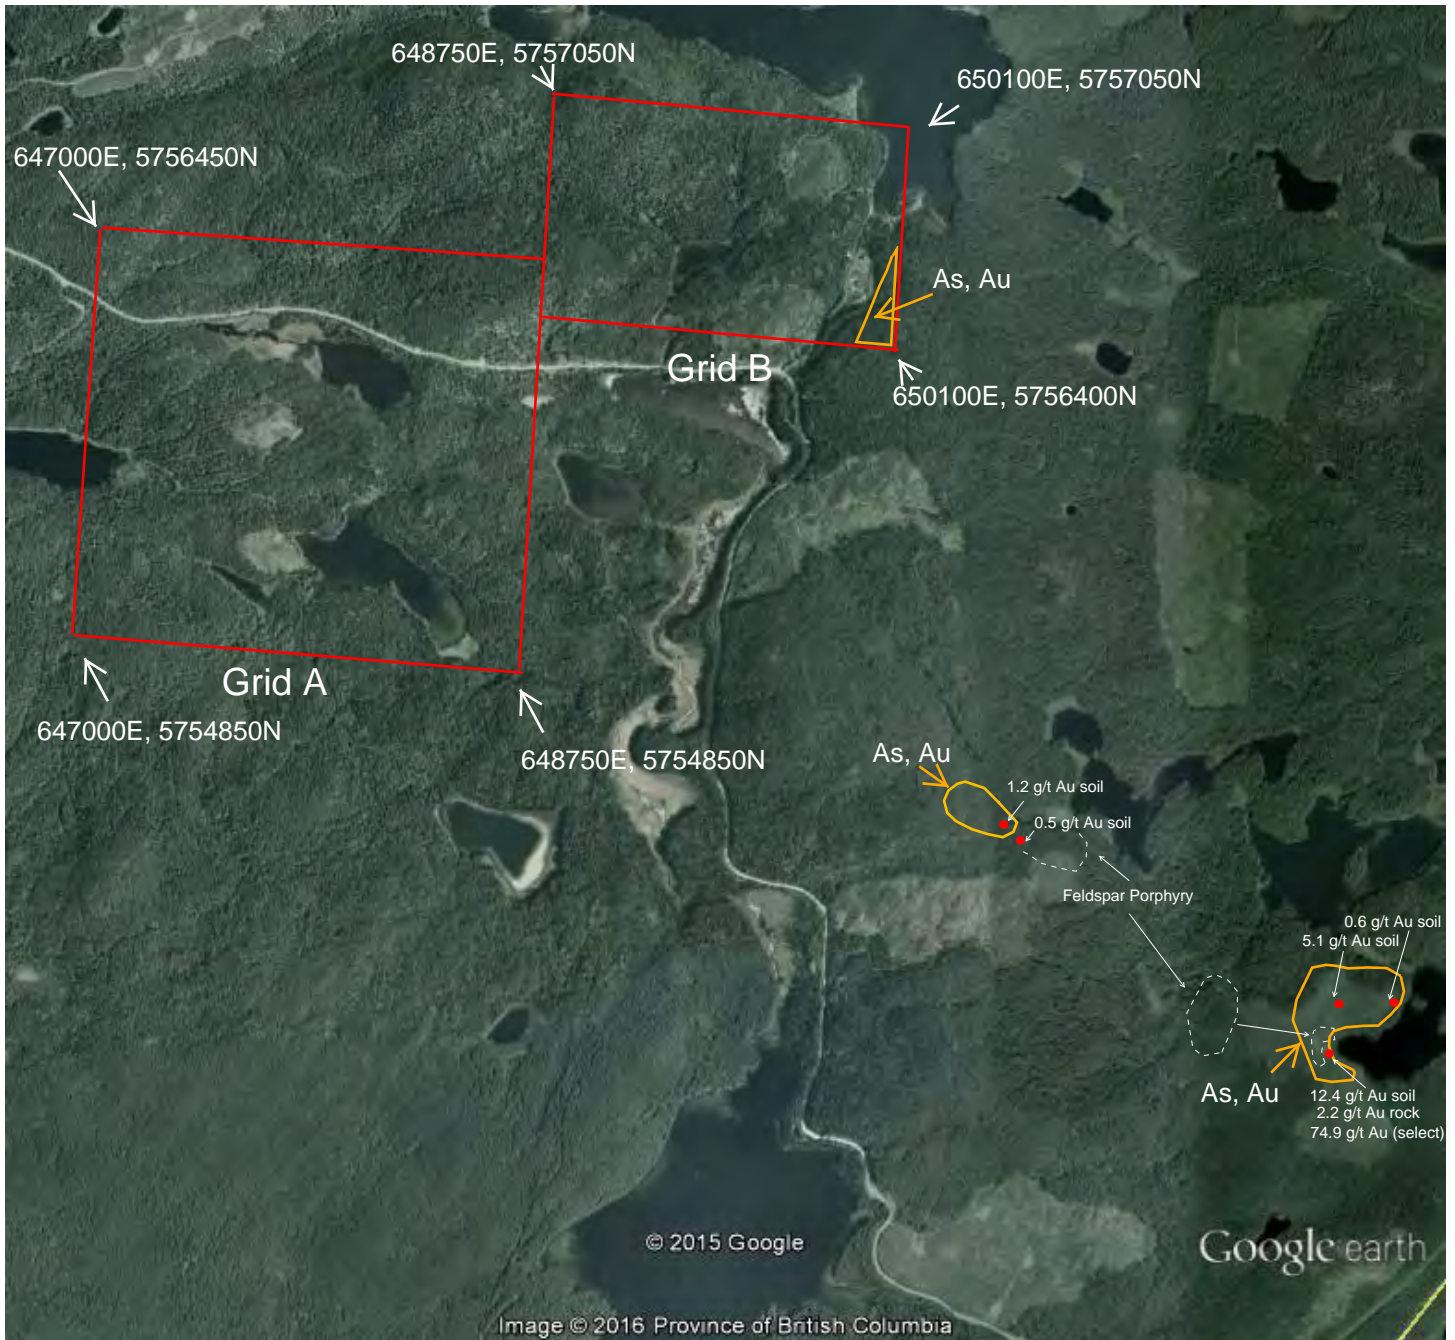 648750E, 5757050N
650100E, 5757050N
647000E, 5756450N
As, Au
Grid B
650100E, 5756400N
Grid A
647000E, 5754850N
648750E, 5754850N
As, Au
1.2 g/t Au soil
0.5 g/t Au soil
Feldspar Porphyry
0.6 g/t Au soil
5.1 g/t Au soil
As, Au
12.4 g/t Au soil
2.2 g/t Au rock
74.9 g/t Au (select)
© 2015 Google
Google earth
Image © 2016 Province of British Columbia